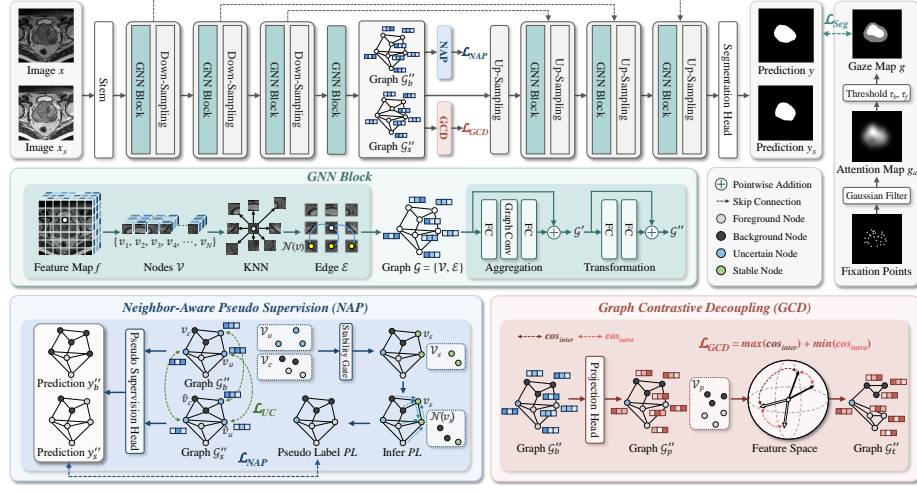 Image x
Image x_s
Stem
GNN Block
Down-Sampling
GNN Block
Down-Sampling
GNN Block
Down-Sampling
GNN Block
Graph 𝒢''_b
Graph 𝒢''_s
NAP
ℒ_NAP
GCD
ℒ_GCD
Up-Sampling
GNN Block
Up-Sampling
GNN Block
Up-Sampling
GNN Block
Up-Sampling
Segmentation Head
Prediction y
Prediction y_s
ℒ_Seg
Gaze Map g
Threshold τ_b, τ_f
Attention Map g_a
Gaussian Filter
Fixation Points
GNN Block
Feature Map f
{v_1, v_2, v_3, v_4, ⋯, v_N}
Nodes 𝒱
KNN
𝒩(v)
Edge ℰ
Graph 𝒢 = {𝒱, ℰ}
FC
Graph Conv
FC
Aggregation
𝒢'
FC
FC
Transformation
𝒢''
Pointwise Addition
Skip Connection
Foreground Node
Background Node
Uncertain Node
Stable Node
Neighbor-Aware Pseudo Supervision (NAP)
Prediction y''_b
Prediction y''_s
Pseudo Supervision Head
v_c
v_u
Graph 𝒢''_b
v̂_c
v̂_u
Graph 𝒢''_s
ℒ_UC
𝒱_u
𝒱_c
Stability Gate
v_s
𝒱_s
v_s
𝒩(v_s)
Infer PL
Pseudo Label PL
ℒ_NAP
Graph Contrastive Decoupling (GCD)
cos_inter
cos_intra
ℒ_GCD = max(cos_inter) + min(cos_intra)
Graph 𝒢''_b
Projection Head
Graph 𝒢''_p
𝒱_p
Feature Space
Graph 𝒢''_t